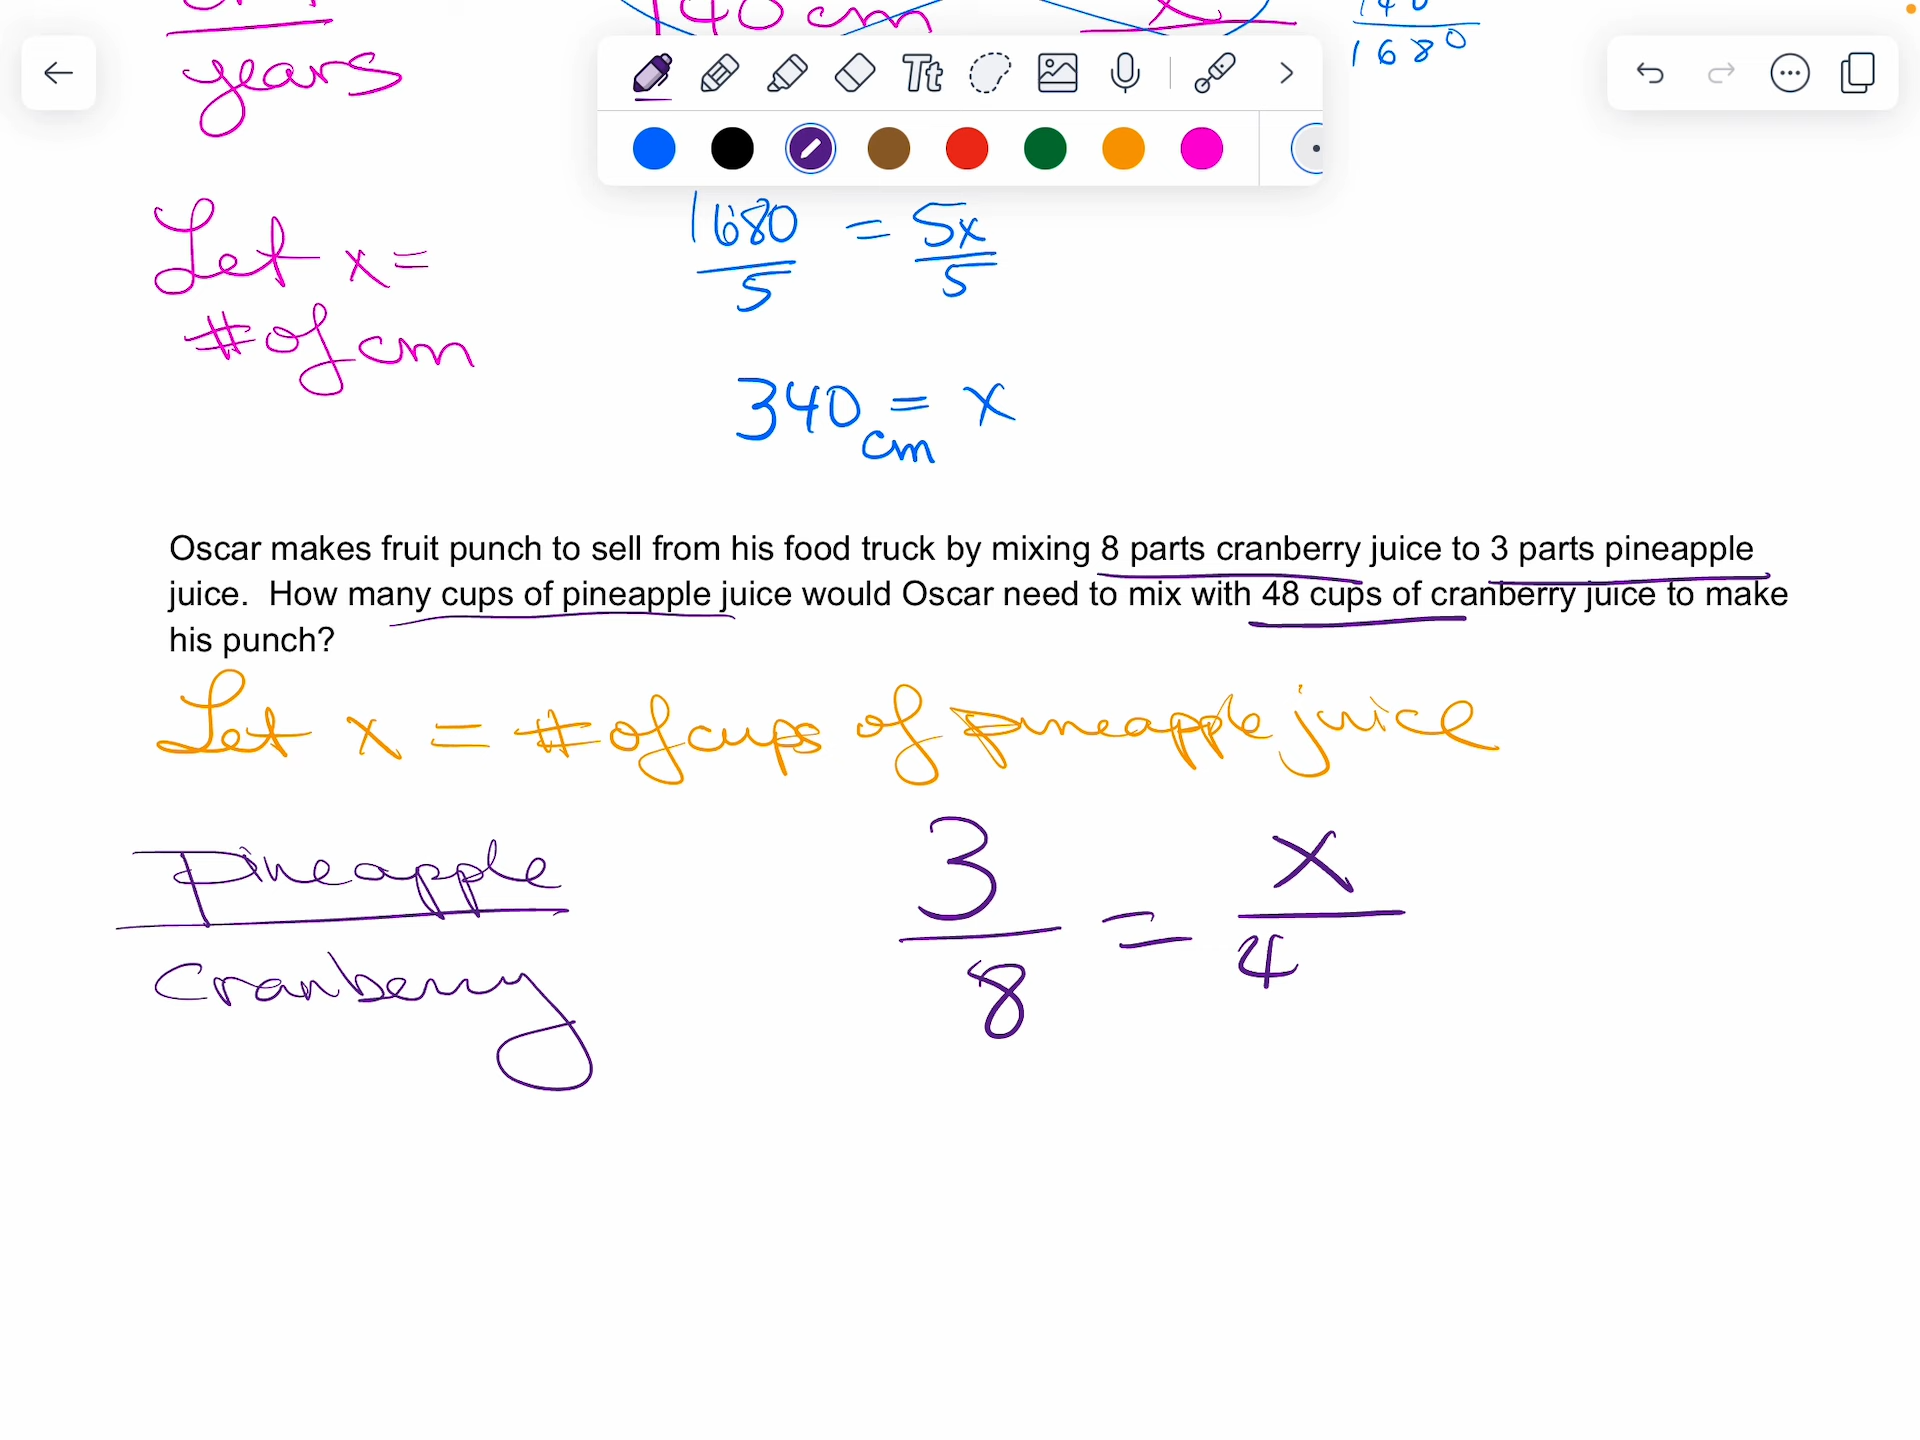 years
1680
Tt
Let x =
# of cm
1680 = 5x
5 5
340 cm = x
Oscar makes fruit punch to sell from his food truck by mixing 8 parts cranberry juice to 3 parts pineapple
juice. How many cups of pineapple juice would Oscar need to mix with 48 cups of cranberry juice to make
his punch?
Let x = # of cups of pineapple juice
Pineapple 3 = x
Cranberry 8 4